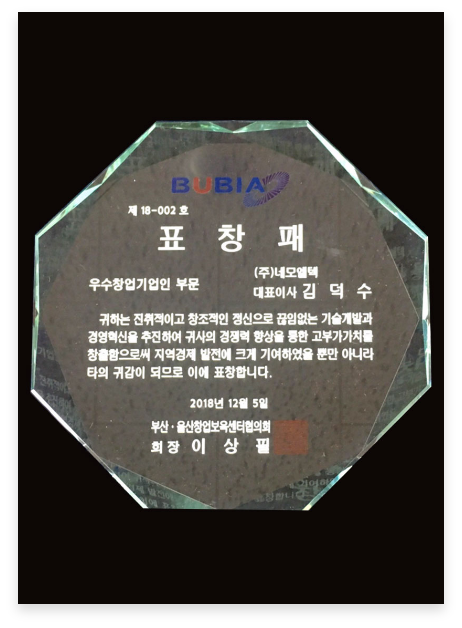 BUBIA
제 18-002 호
표 창 패
우수창업기업인 부문
(주)네모엘텍
대표이사 김 덕 수
귀하는 진취적이고 창조적인 정신으로 끊임없는 기술개발과
경영혁신을 추진하여 귀사의 경쟁력 향상을 통한 고부가가치를
창출함으로써 지역경제 발전에 크게 기여하였을 뿐만 아니라
타의 귀감이 되므로 이에 표창합니다.
2018년 12월 5일
부산·울산창업보육센터협의회
회장 이 상 필